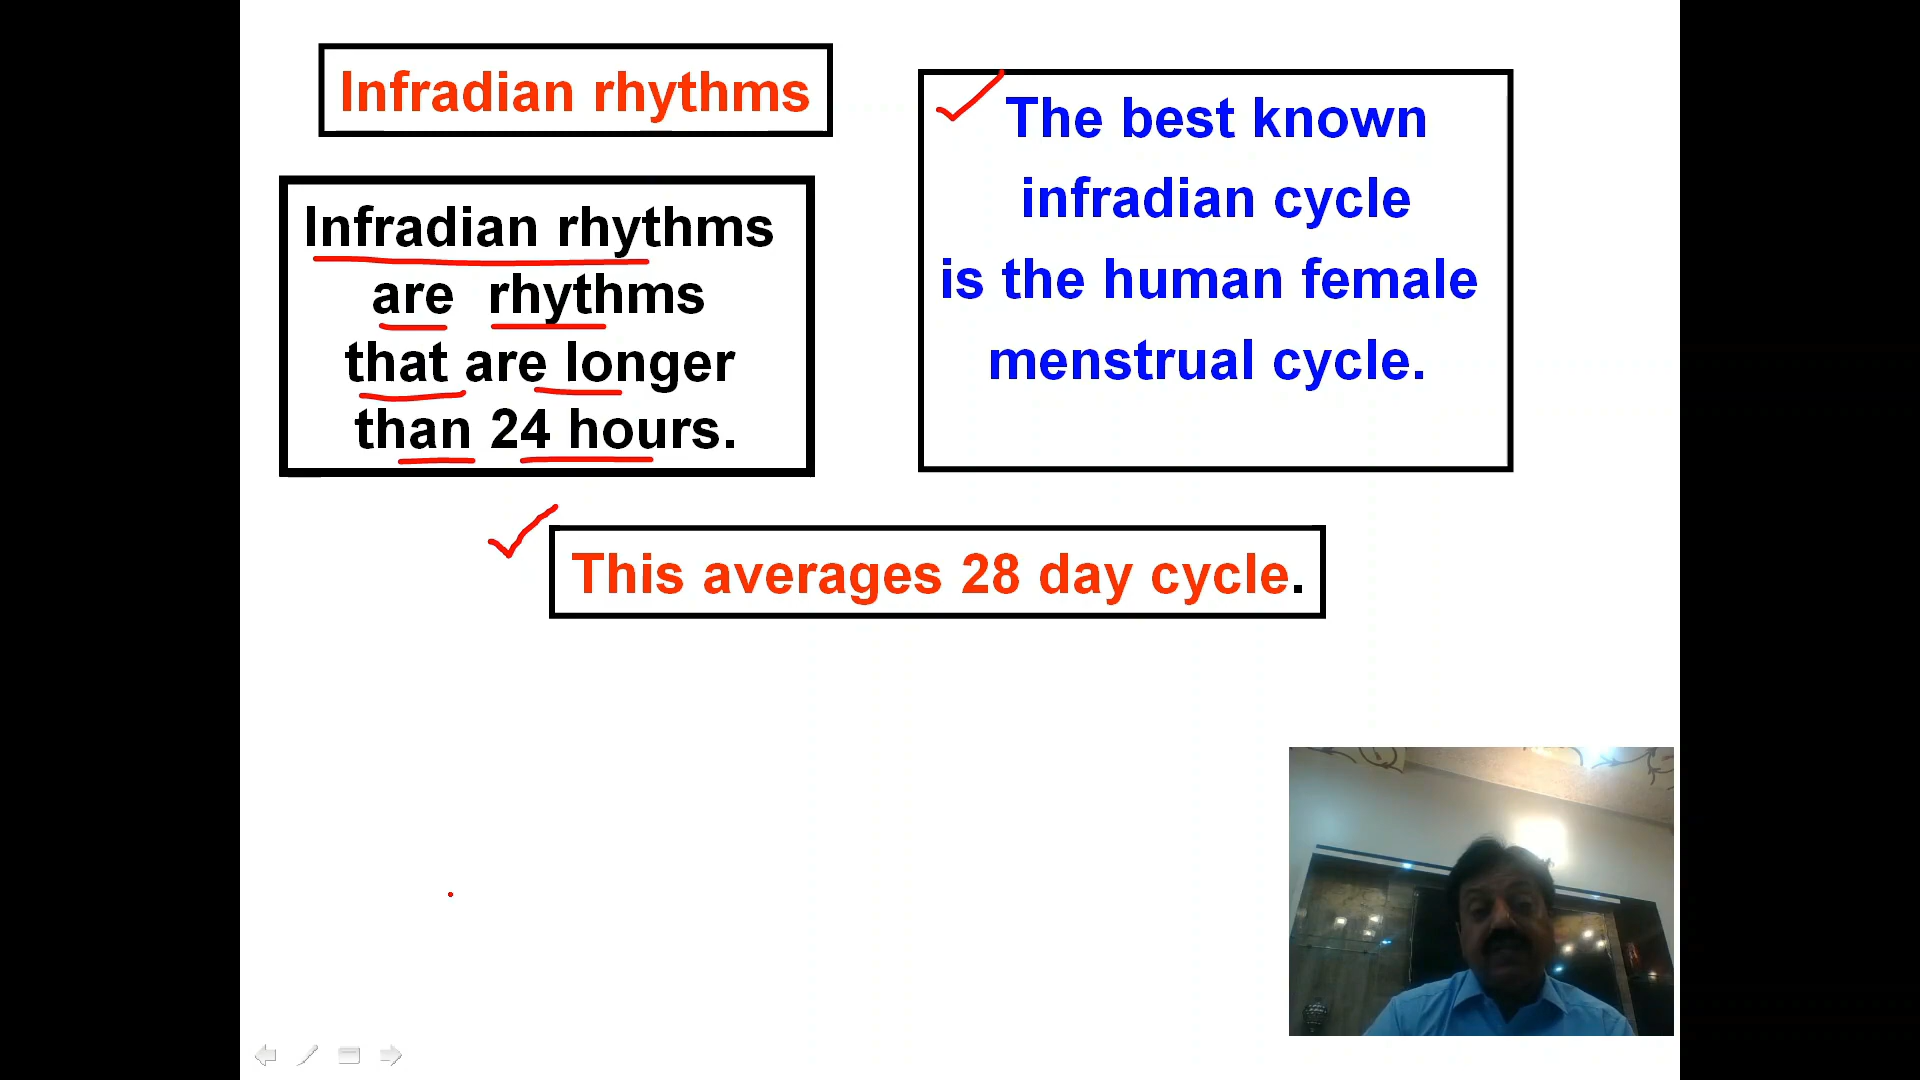 Infradian rhythms
Infradian rhythms
are rhythms
that are longer
than 24 hours.
The best known
infradian cycle
is the human female
menstrual cycle.
This averages 28 day cycle.